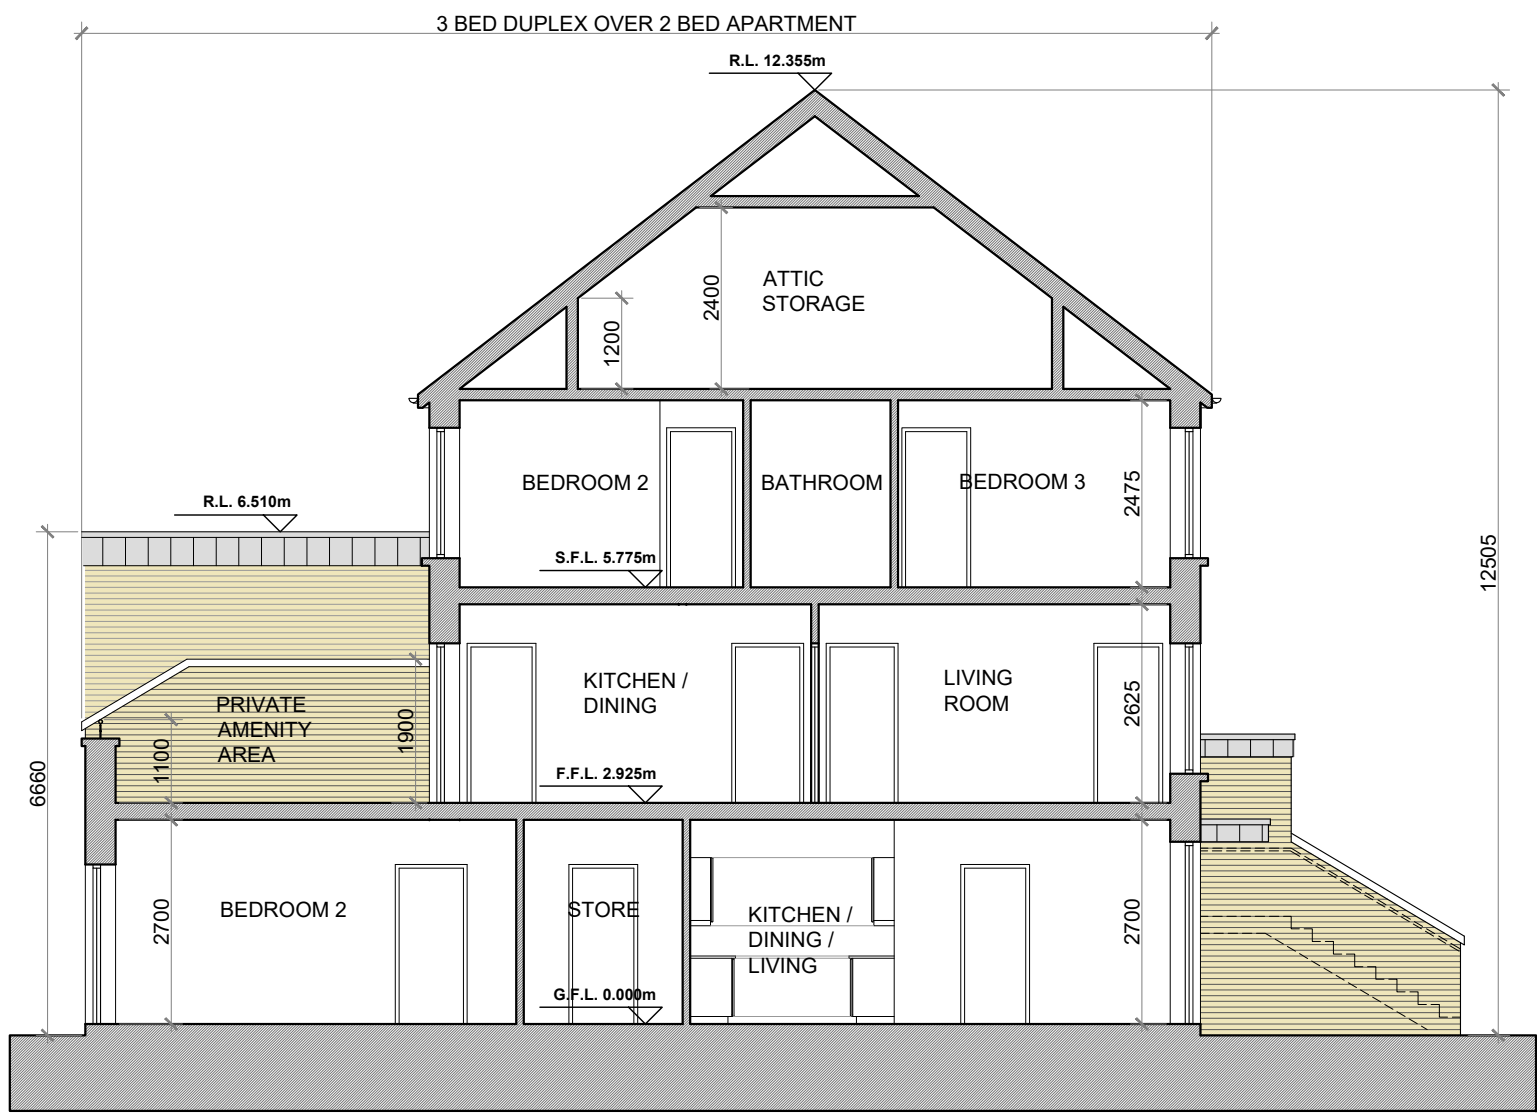 3 BED DUPLEX OVER 2 BED APARTMENT
R.L. 12.355m
ATTIC
STORAGE
2400
1200
BEDROOM 2
BATHROOM
BEDROOM 3
2475
R.L. 6.510m
S.F.L. 5.775m
12505
KITCHEN /
DINING
LIVING
ROOM
2625
PRIVATE
AMENITY
AREA
1900
1100
6660
F.F.L. 2.925m
BEDROOM 2
2700
STORE
KITCHEN /
DINING /
LIVING
2700
G.F.L. 0.000m